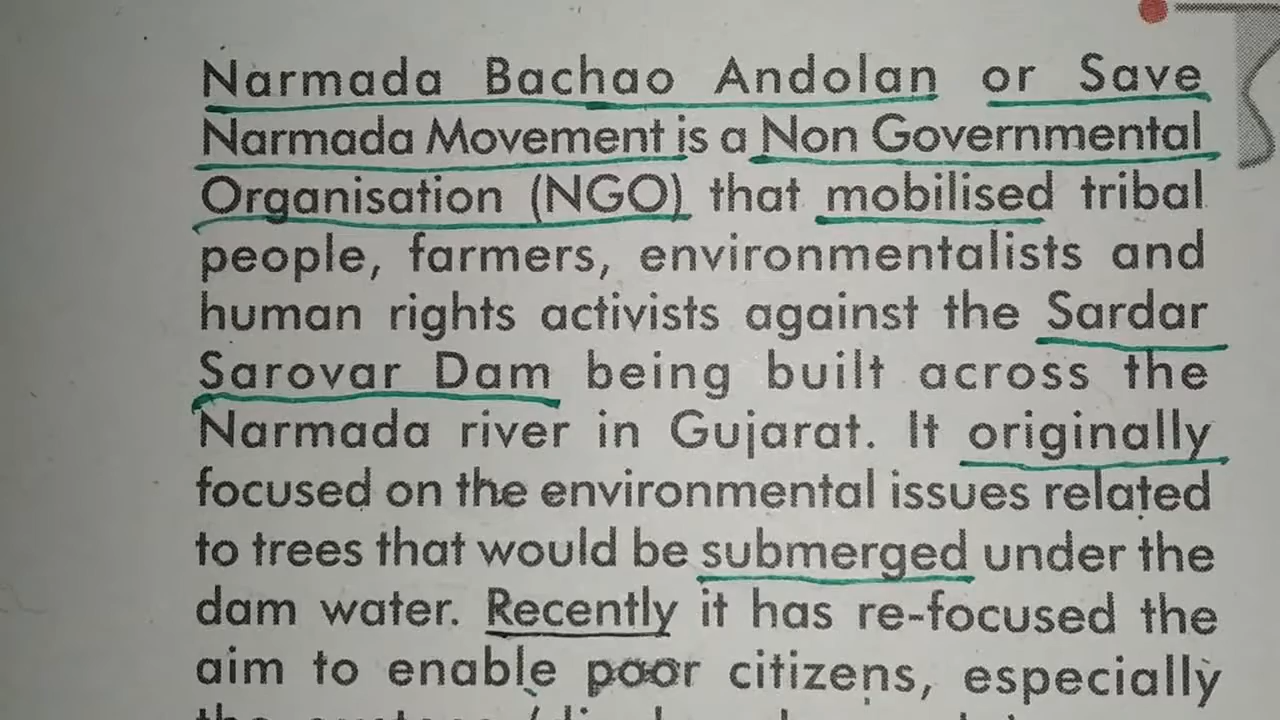 Narmada Bachao Andolan or Save
Narmada Movement is a Non Governmental
Organisation (NGO) that mobilised tribal
people, farmers, environmentalists and
human rights activists against the Sardar
Sarovar Dam being built across the
Narmada river in Gujarat. It originally
focused on the environmental issues related
to trees that would be submerged under the
dam water. Recently it has re-focused the
aim to enable poor citizens, especially
the